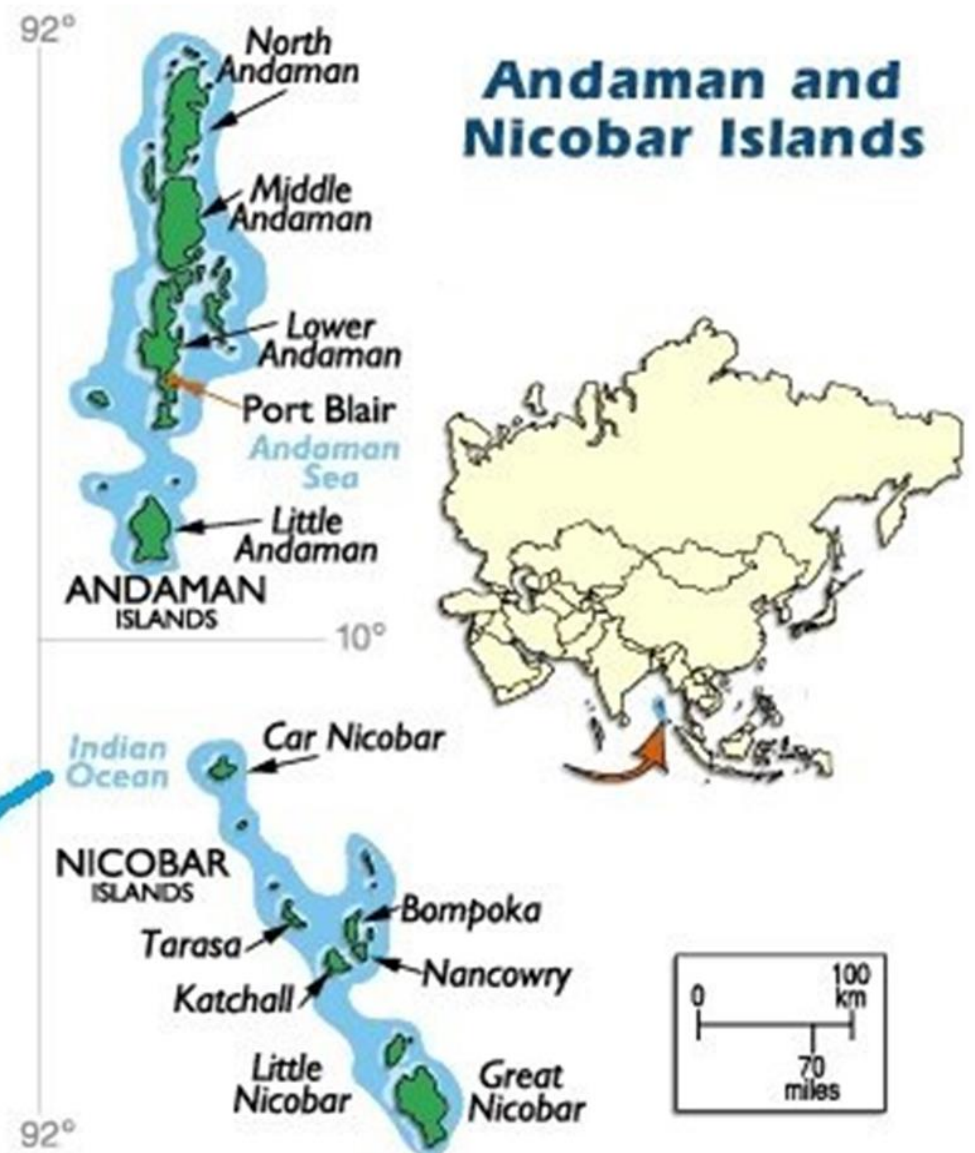 92°
North
Andaman
Andaman and
Nicobar Islands
Middle
Andaman
Lower
Andaman
Port Blair
Andaman
Sea
Little
Andaman
ANDAMAN
ISLANDS
10°
Indian
Ocean
Car Nicobar
NICOBAR
ISLANDS
Bompoka
Tarasa
Nancowry
Katchall
0
100
km
70
miles
Little
Nicobar
Great
Nicobar
92°